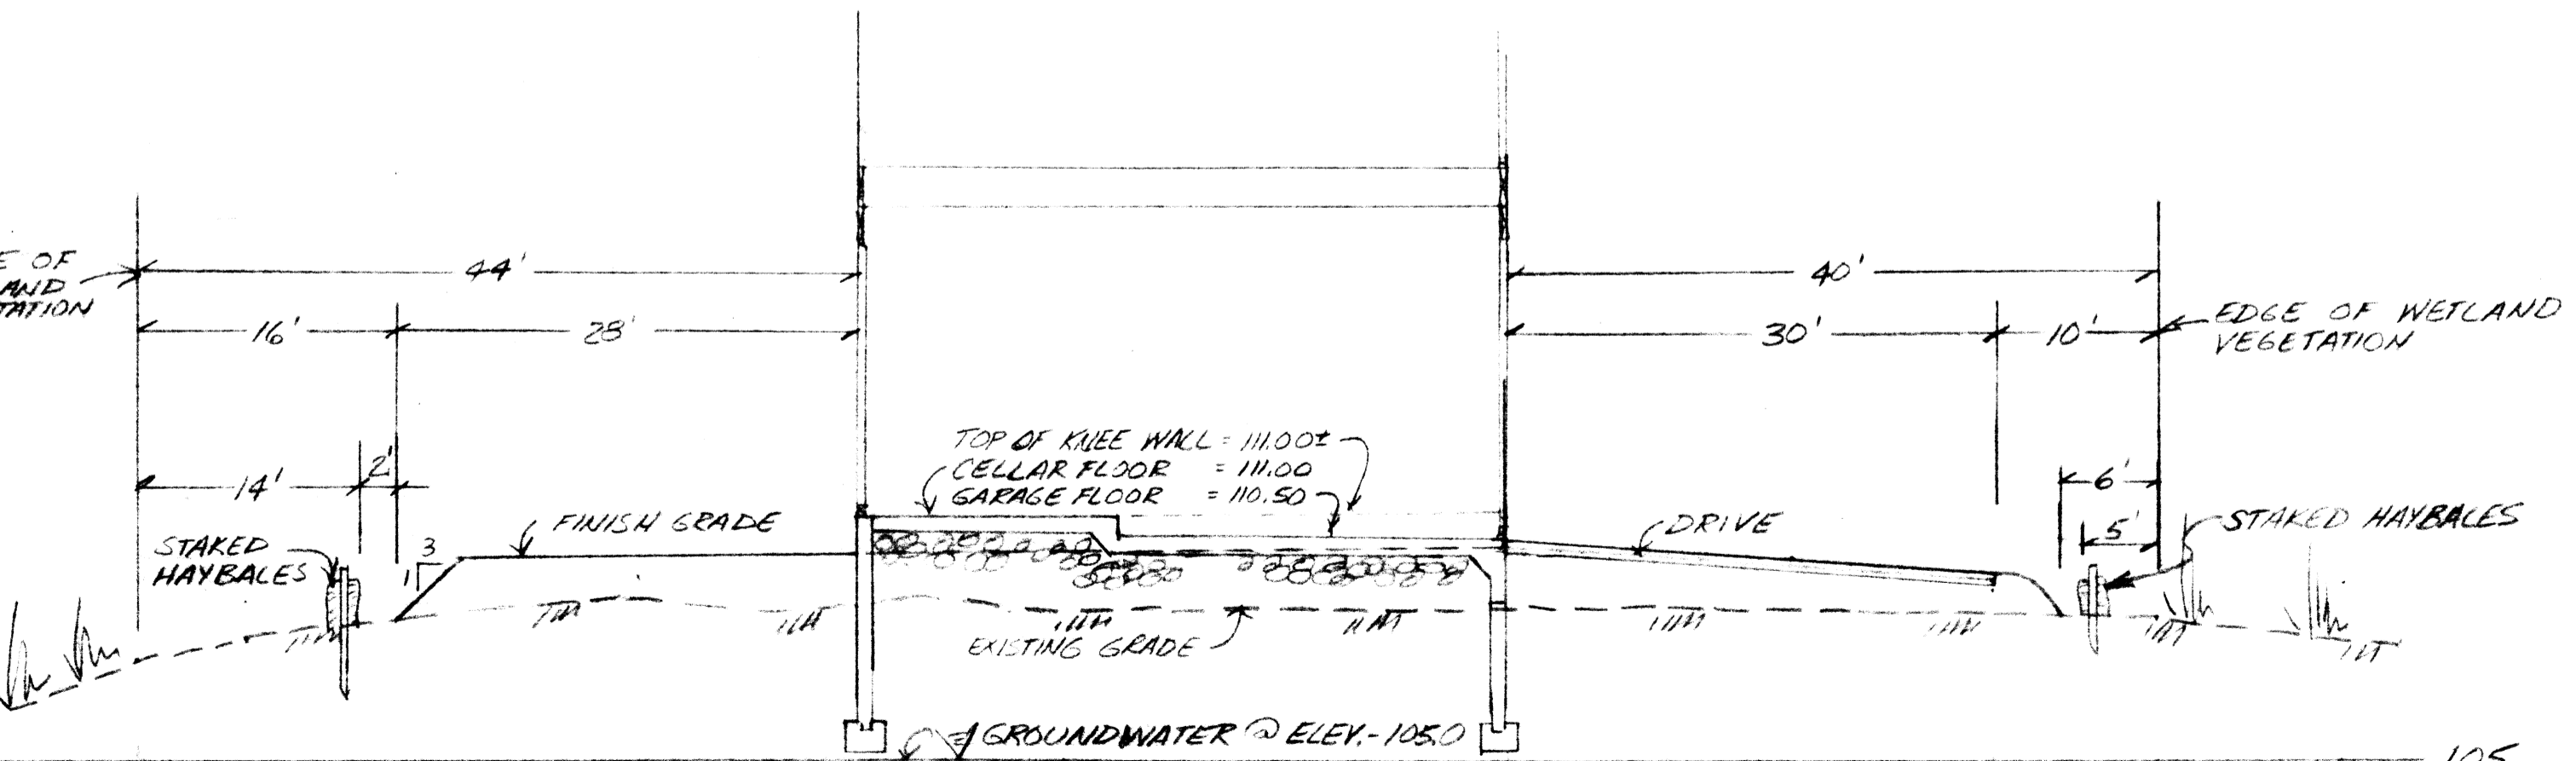 E OF
AND
TATION
44'
40'
16'
28'
30'
10'
EDGE OF WETLAND
VEGETATION
TOP OF KNEE WALL = 111.00±
CELLAR FLOOR = 111.00
GARAGE FLOOR = 110.50
14'
2'
6'
5'
FINISH GRADE
DRIVE
STAKED HAYBALES
STAKED
HAYBALES
3
1
EXISTING GRADE
GROUNDWATER @ ELEV.-105.0
105